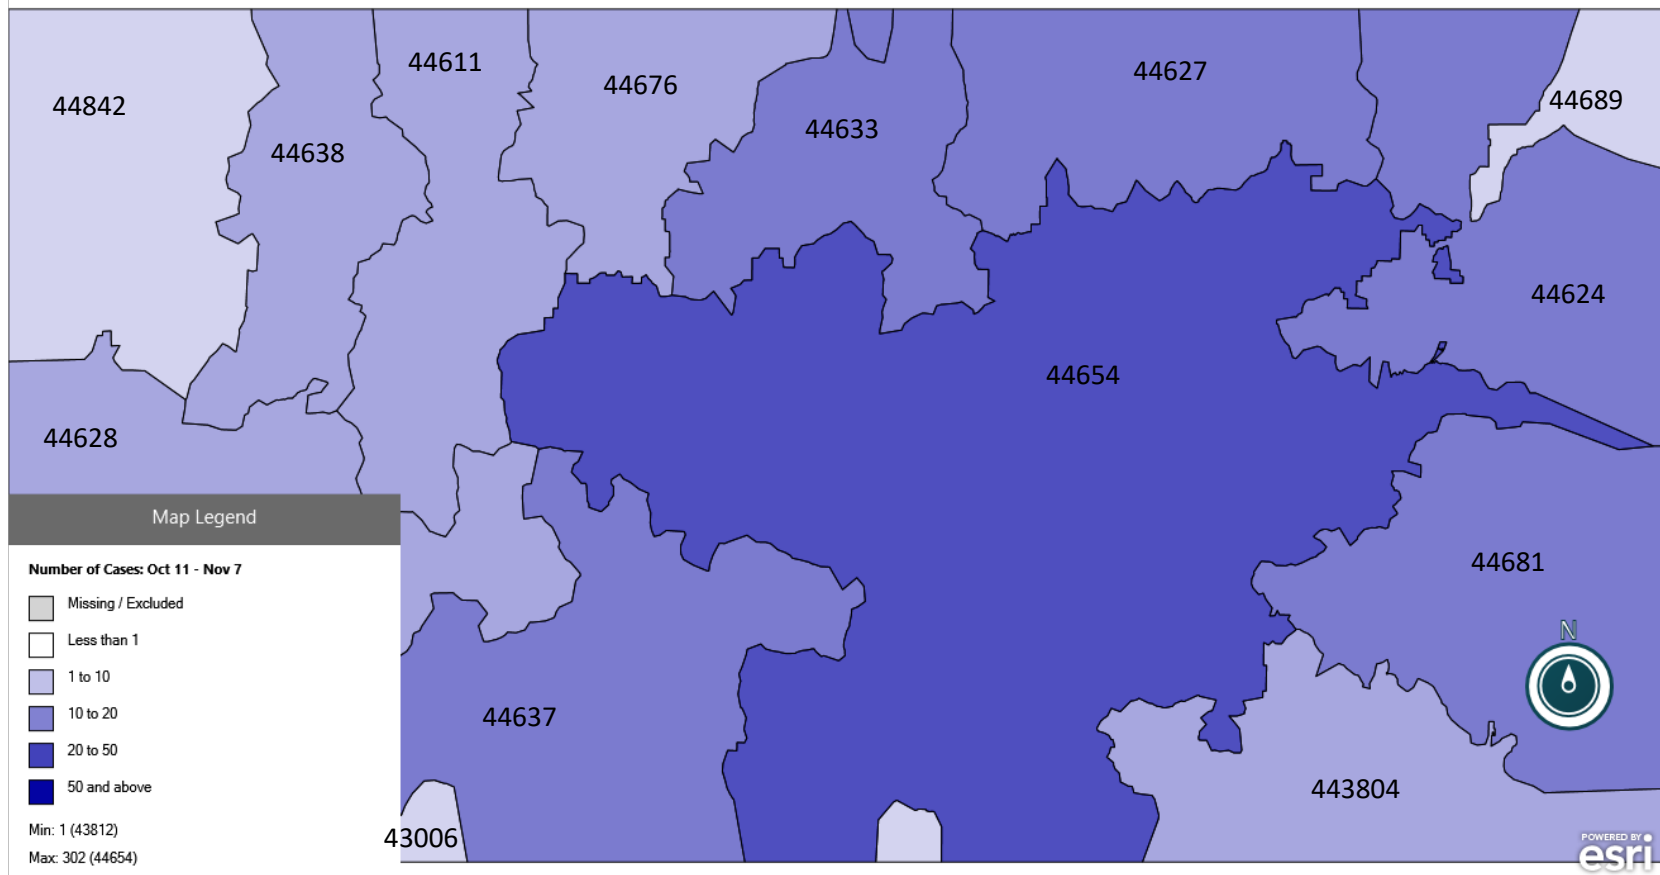 44611
44676
44627
44842
44689
44633
44638
44624
44654
44628
Map Legend
Number of Cases: Oct 11 - Nov 7
44681
Missing / Excluded
N
Less than 1
1 to 10
10 to 20
44637
20 to 50
50 and above
443804
Min: 1 (43812)
43006
Max: 302 (44654)
POWERED BY
esri